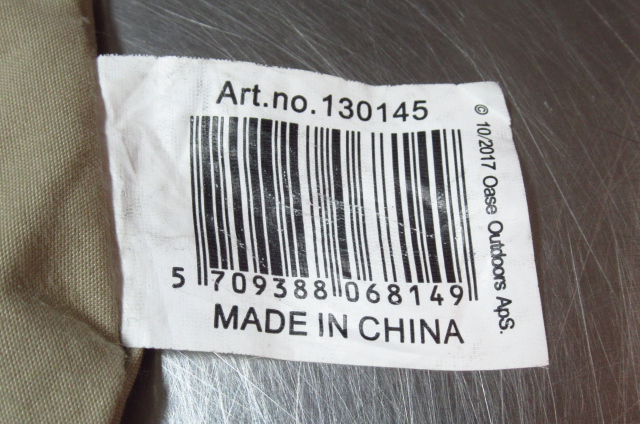 Art.no.130145
5 709388 068149
MADE IN CHINA
© 10/2017 Oase Outdoors ApS.